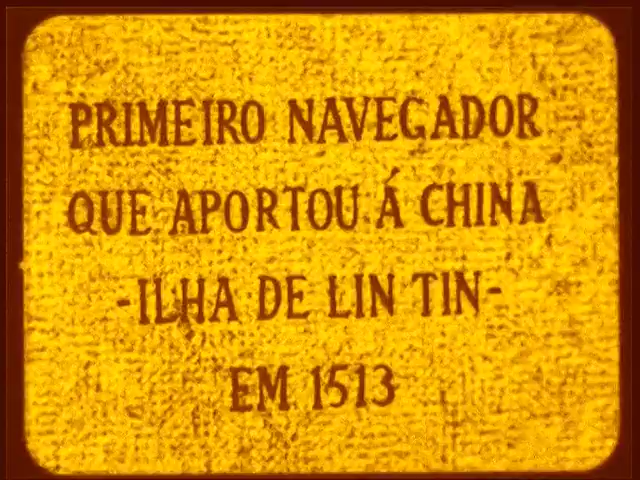 PRIMEIRO NAVEGADOR
QUE APORTOU Á CHINA
-ILHA DE LIN TIN-
EM 1513